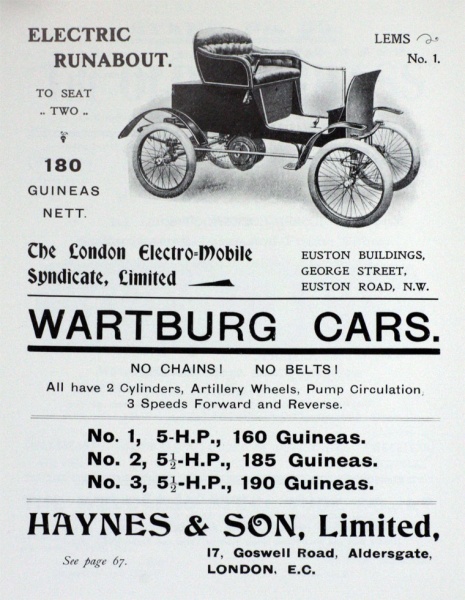 ELECTRIC
RUNABOUT.
TO SEAT
.. TWO ..
180
GUINEAS
NETT.
LEMS
No. 1.
The London Electro=Mobile
Syndicate, Limited
EUSTON BUILDINGS,
GEORGE STREET,
EUSTON ROAD, N.W.
WARTBURG CARS.
NO CHAINS! NO BELTS!
All have 2 Cylinders, Artillery Wheels, Pump Circulation,
3 Speeds Forward and Reverse.
No. 1, 5-H.P., 160 Guineas.
No. 2, 5½-H.P., 185 Guineas.
No. 3, 5½-H.P., 190 Guineas.
HAYNES & SON, Limited,
See page 67.
17, Goswell Road, Aldersgate,
LONDON, E.C.